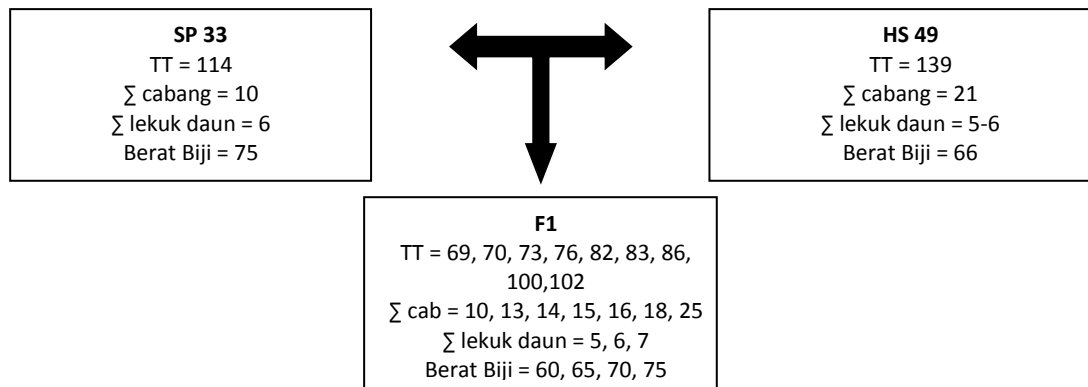 SP 33
TT = 114
∑ cabang = 10
∑ lekuk daun = 6
Berat Biji = 75
HS 49
TT = 139
∑ cabang = 21
∑ lekuk daun = 5-6
Berat Biji = 66
F1
TT = 69, 70, 73, 76, 82, 83, 86,
100,102
∑ cab = 10, 13, 14, 15, 16, 18, 25
∑ lekuk daun = 5, 6, 7
Berat Biji = 60, 65, 70, 75